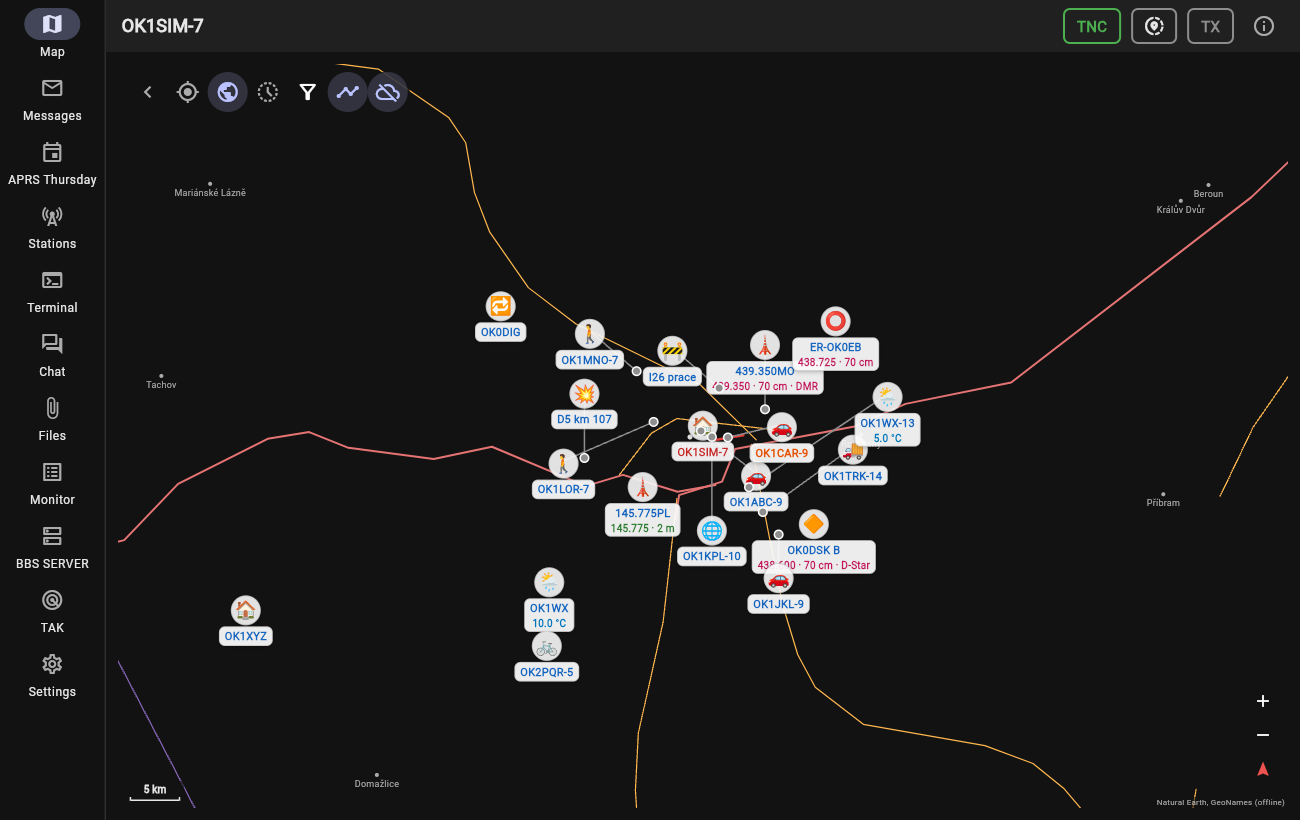 OK1SIM-7
TNC
TX
Map
Messages
APRS Thursday
Stations
Terminal
Chat
Files
Monitor
BBS SERVER
TAK
Settings
Mariánské Lázně
Beroun
Králův Dvůr
OK0DIG
OK1MNO-7
I26 prace
439.350MO
439.350 · 70 cm · DMR
ER-OK0EB
438.725 · 70 cm
Tachov
D5 km 107
OK1SIM-7
OK1CAR-9
OK1WX-13
5.0 °C
OK1TRK-14
OK1LOR-7
OK1ABC-9
145.775PL
145.775 · 2 m
Příbram
OK1KPL-10
OK0DSK B
70 cm · D-Star
OK1JKL-9
OK1WX
10.0 °C
OK1XYZ
OK2PQR-5
Domažlice
5 km
Natural Earth, GeoNames (offline)